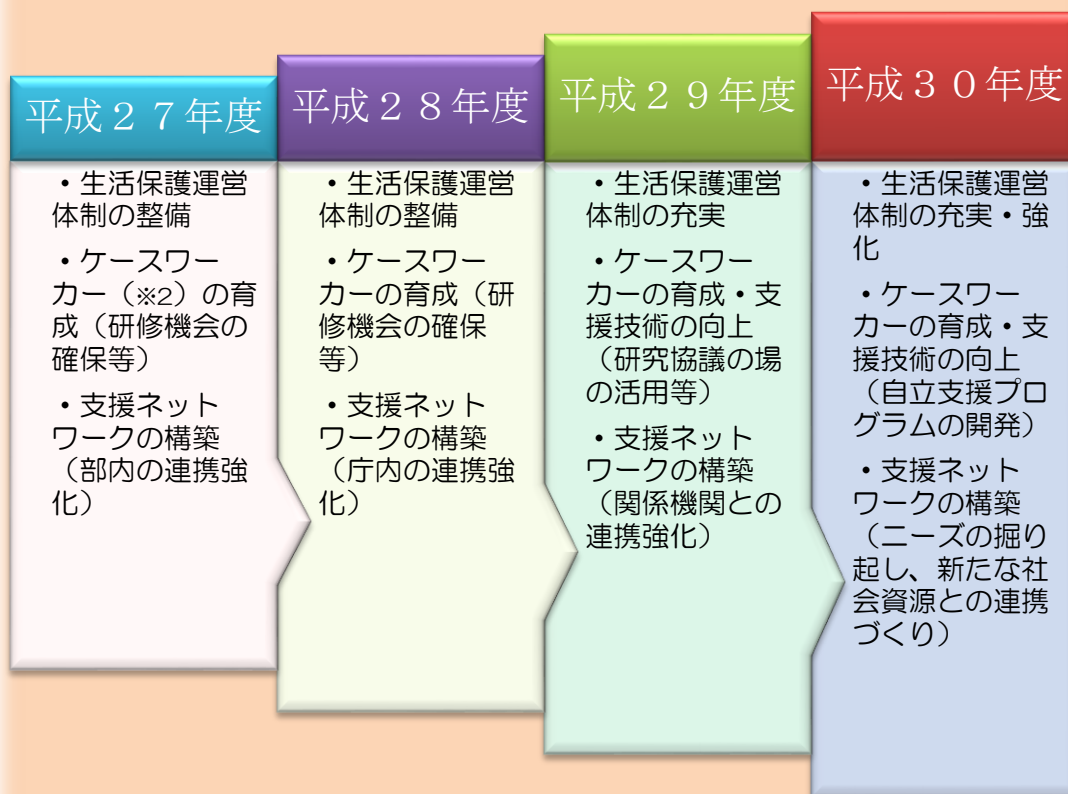 平成２７年度
・生活保護運営
体制の整備
・ケースワー
カー（※2）の育
成（研修機会の
確保等）
・支援ネット
ワークの構築
（部内の連携強
化）
平成２８年度
・生活保護運営
体制の整備
・ケースワー
カーの育成（研
修機会の確保
等）
・支援ネット
ワークの構築
（庁内の連携強
化）
平成２９年度
・生活保護運営
体制の充実
・ケースワー
カーの育成・支
援技術の向上
（研究協議の場
の活用等）
・支援ネット
ワークの構築
（関係機関との
連携強化）
平成３０年度
・生活保護運営
体制の充実・強
化
・ケースワー
カーの育成・支
援技術の向上
（自立支援プロ
グラムの開発）
・支援ネット
ワークの構築
（ニーズの掘り
起し、新たな社
会資源との連携
づくり）